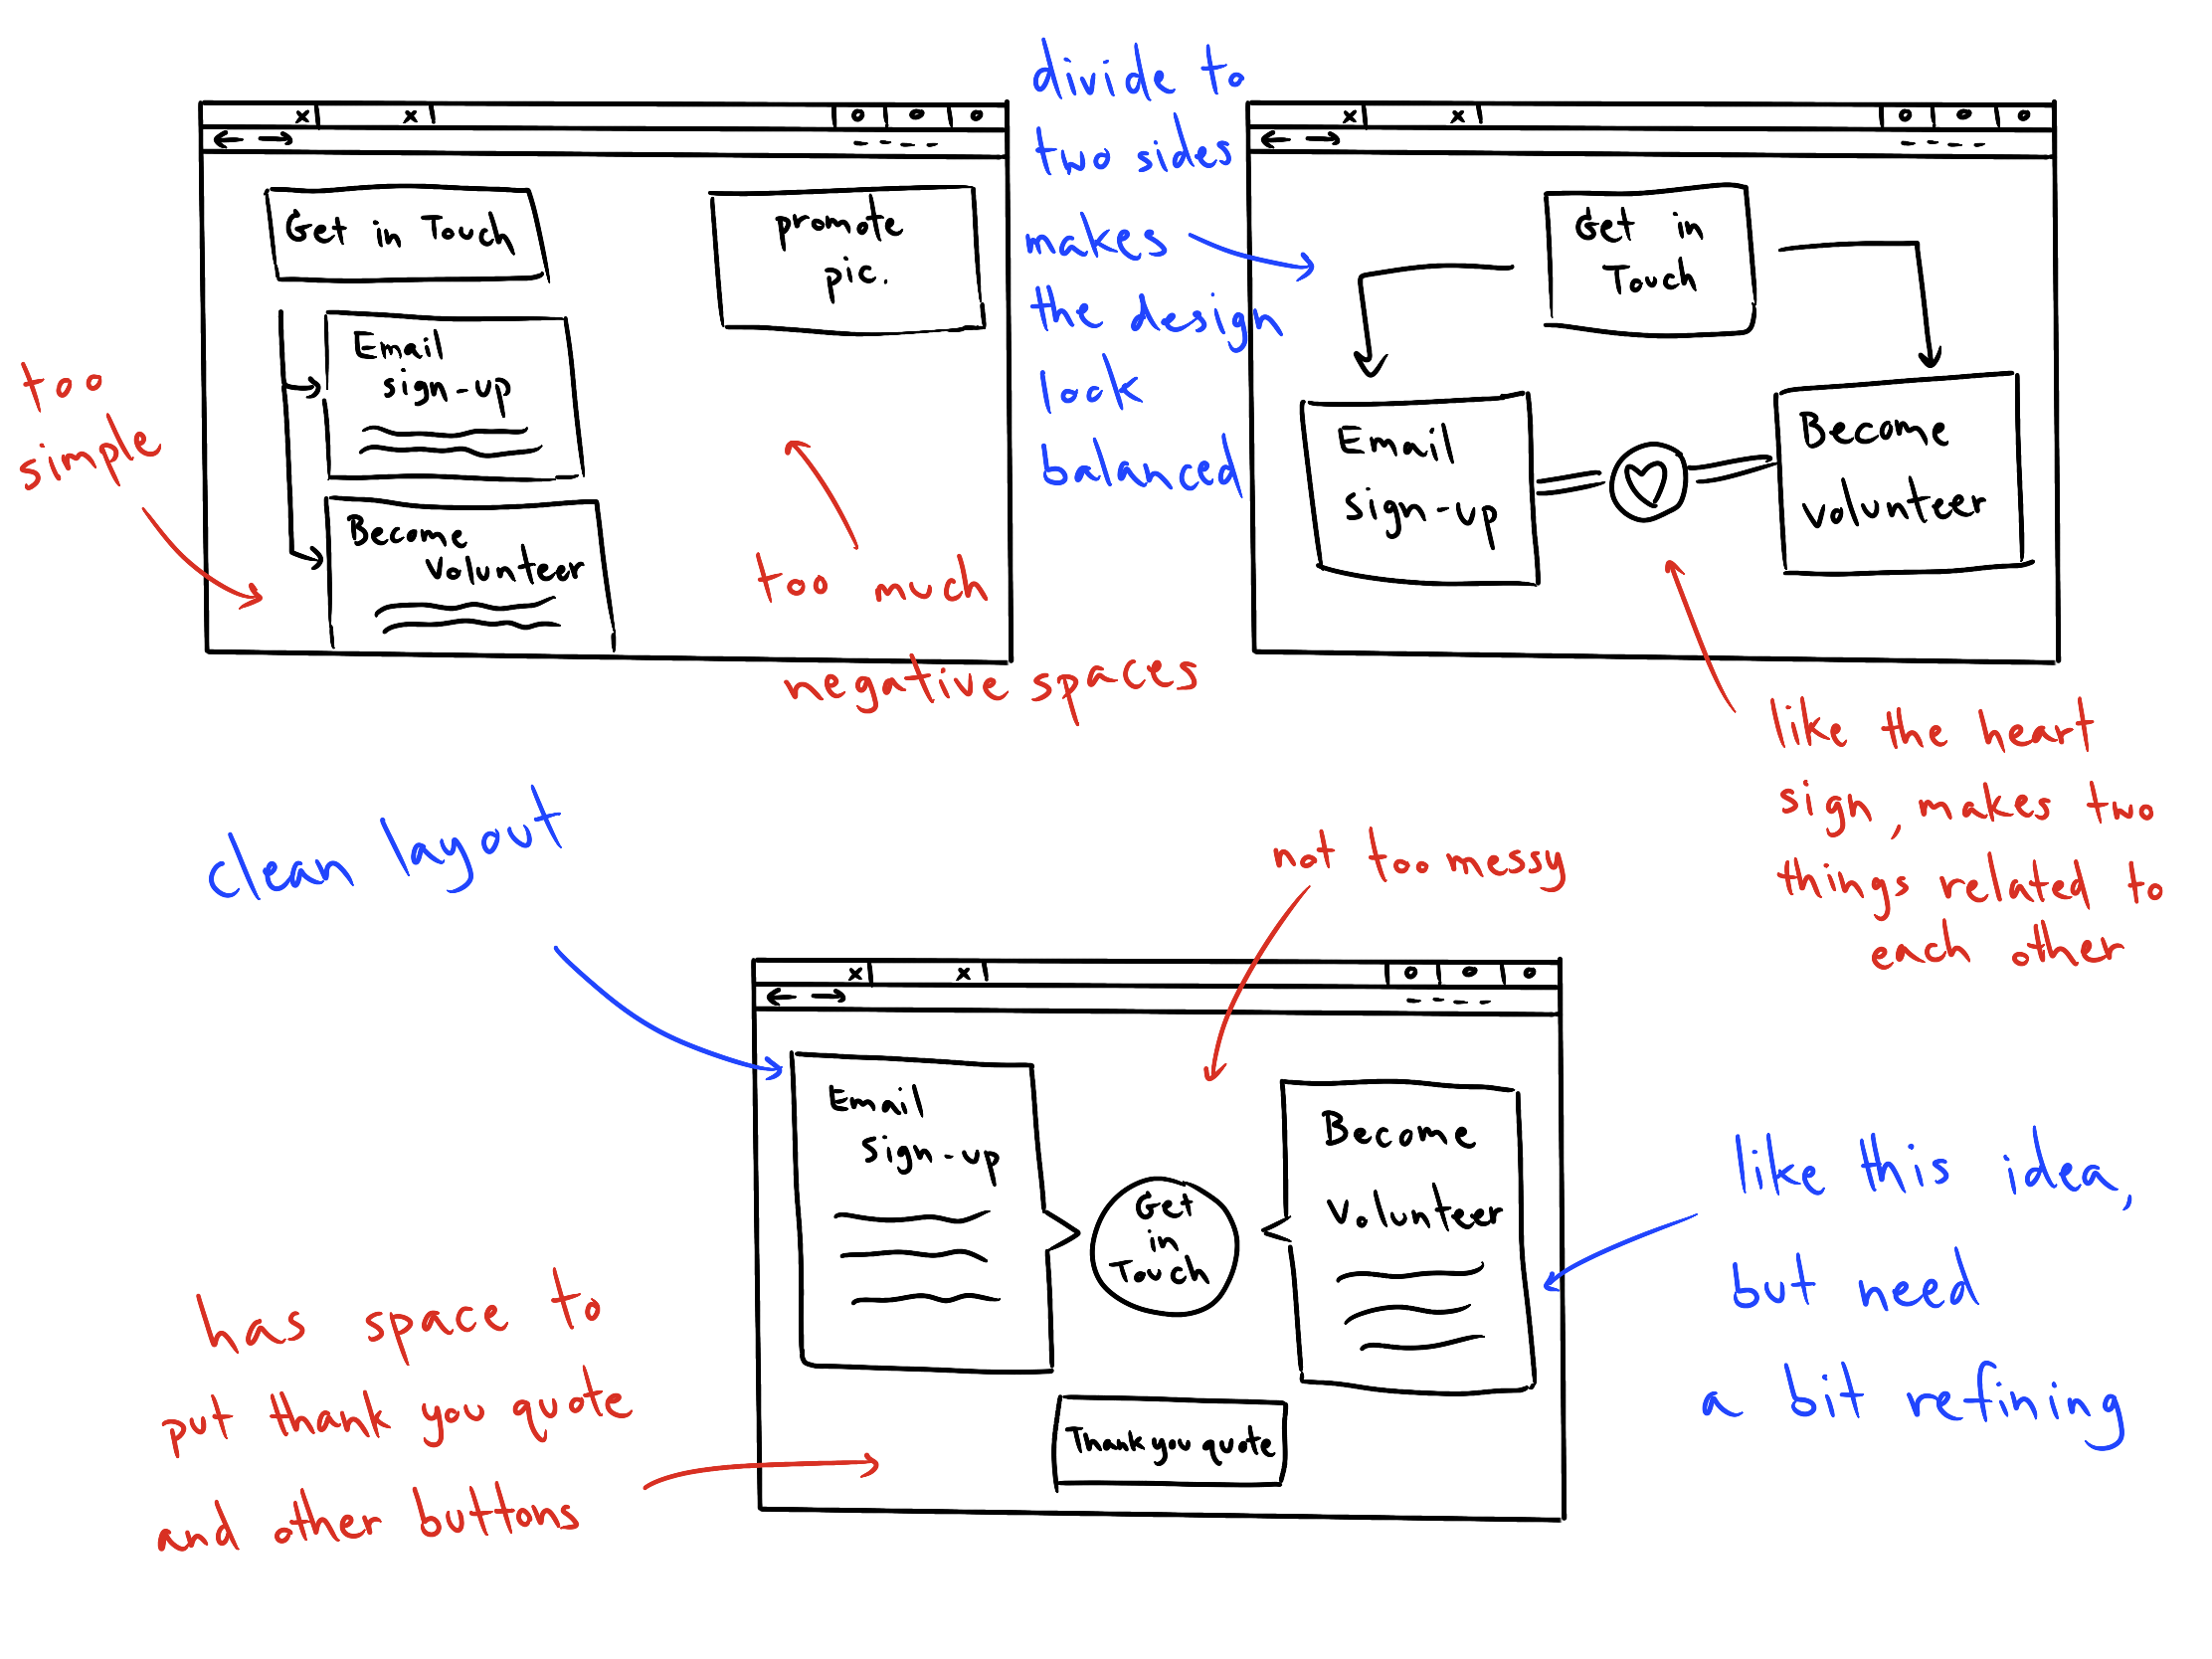 Get in Touch
Email
sign-up
Become
Volunteer
promote
pic.
too
simple
too much
negative spaces
divide to
two sides
makes
the design
look
balanced
Get in
Touch
Email
sign-up
Become
volunteer
like the heart
sign, makes two
things related to
each other
clean layout
not too messy
Email
sign-up
Get
in
Touch
Become
Volunteer
Thank you quote
has space to
put thank you quote
and other buttons
like this idea,
but need
a bit refining